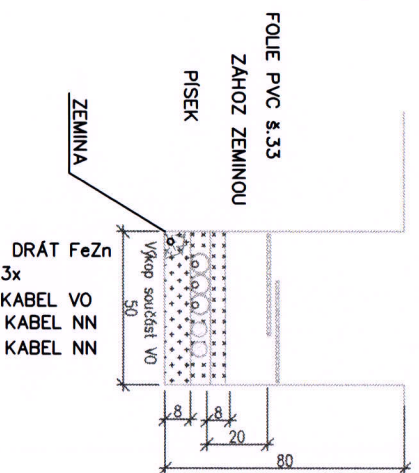 FOLIE PVC š.33
ZÁHOZ ZEMINOU
PÍSEK
ZEMINA
DRÁT FeZn
3x
KABEL VO
KABEL NN
KABEL NN
Výkop součást VO
50
8
8
20
80